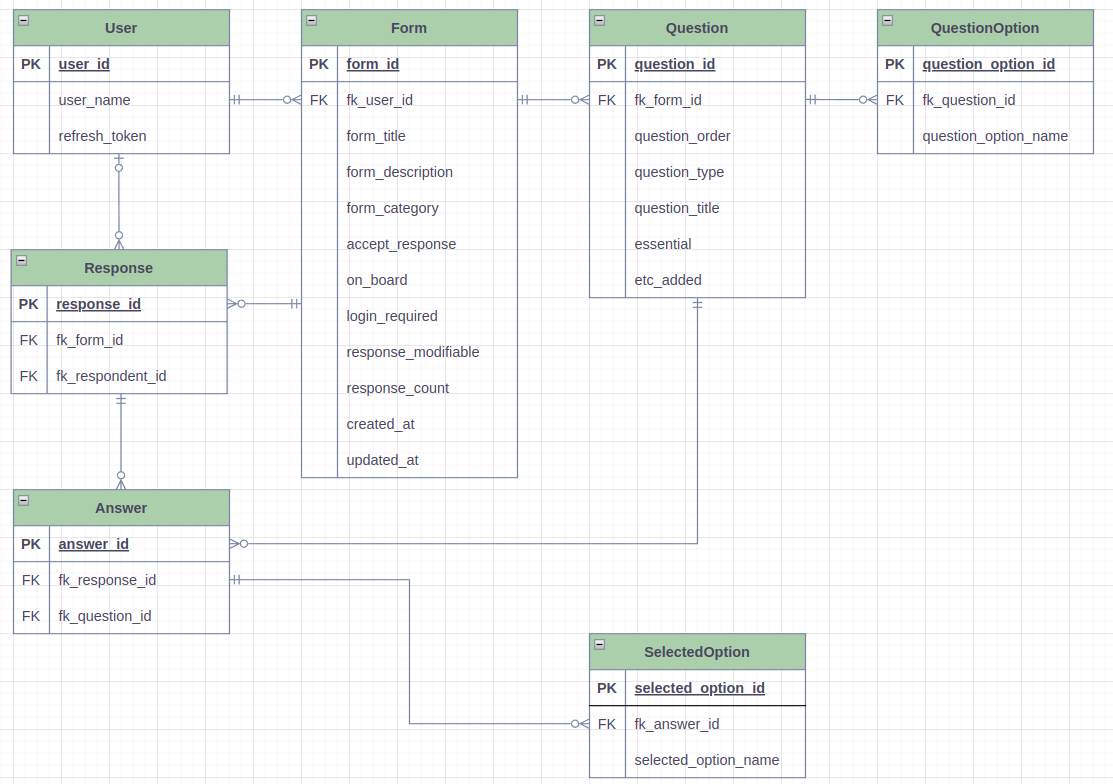 User
PK user_id
user_name
refresh_token
Form
PK form_id
FK fk_user_id
form_title
form_description
form_category
accept_response
on_board
login_required
response_modifiable
response_count
created_at
updated_at
Question
PK question_id
FK fk_form_id
question_order
question_type
question_title
essential
etc_added
QuestionOption
PK question_option_id
FK fk_question_id
question_option_name
Response
PK response_id
FK fk_form_id
FK fk_respondent_id
Answer
PK answer_id
FK fk_response_id
FK fk_question_id
SelectedOption
PK selected_option_id
FK fk_answer_id
selected_option_name